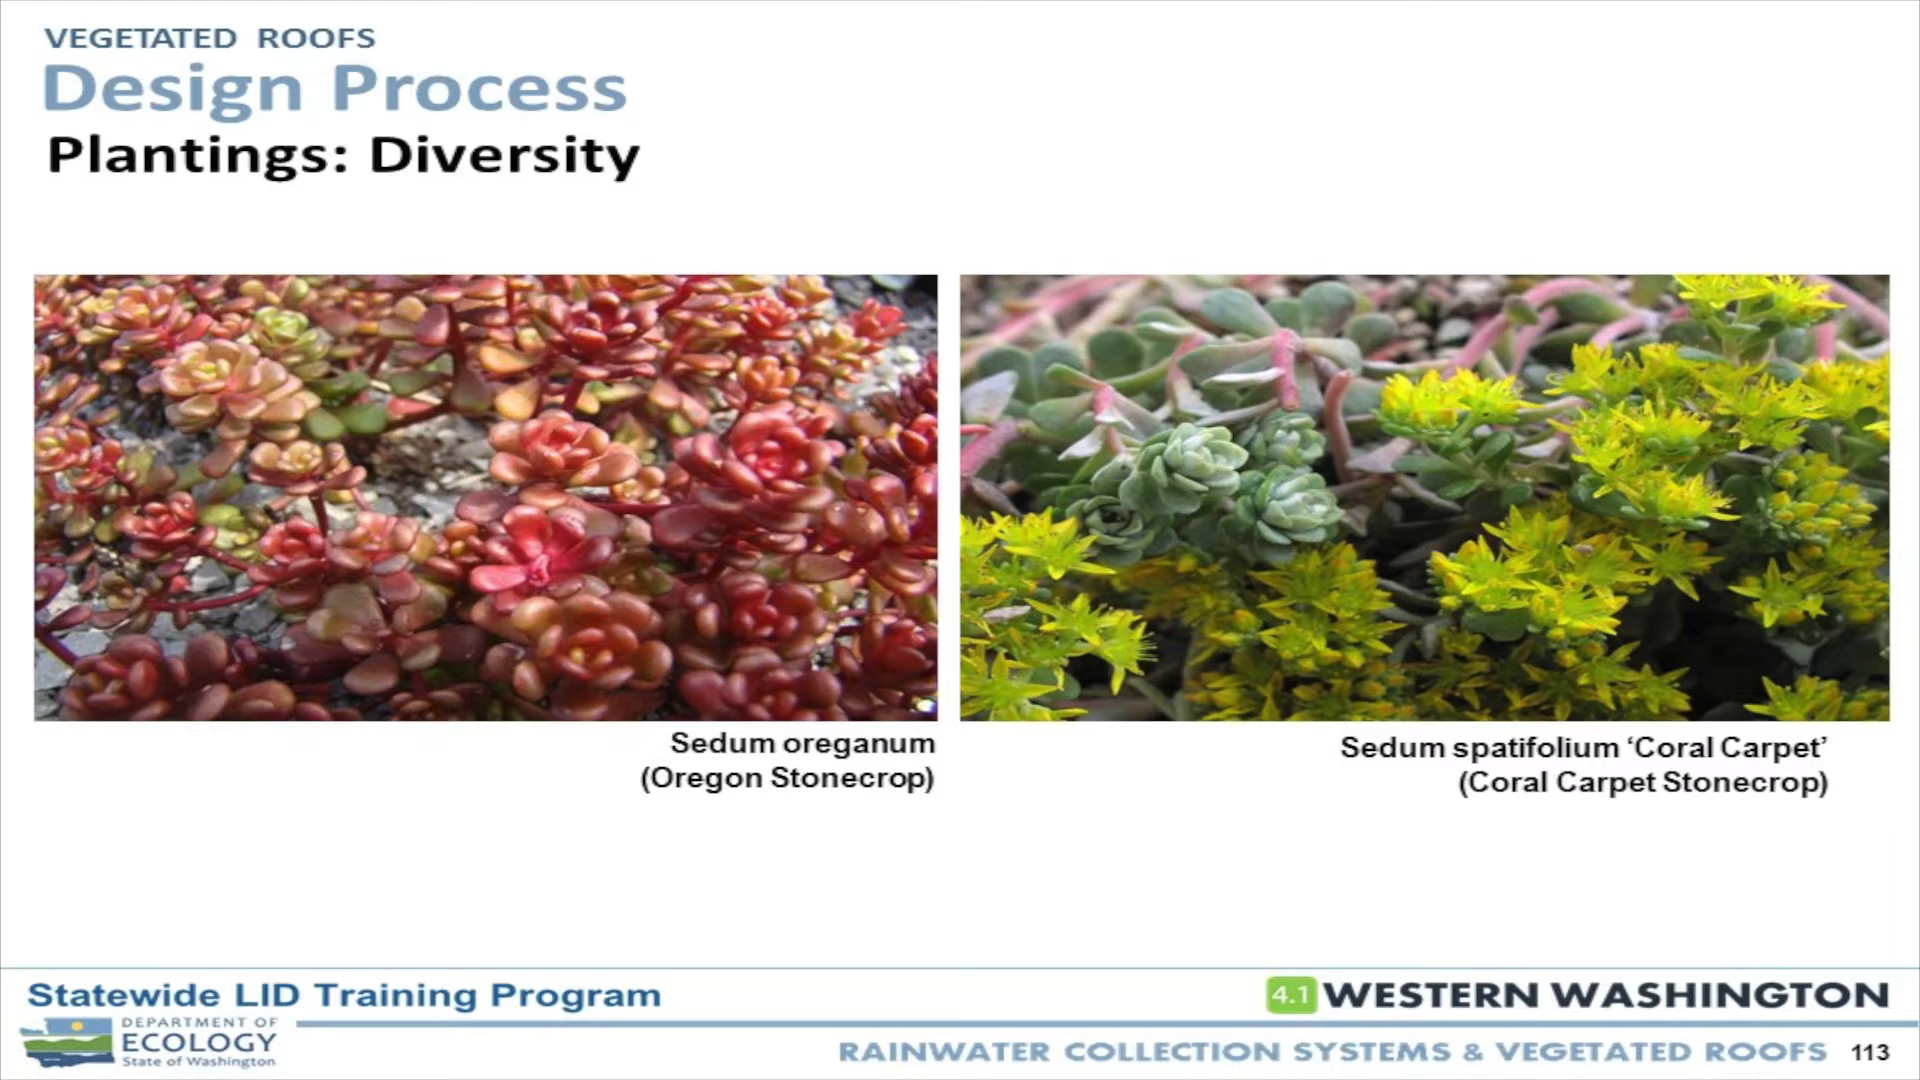 VEGETATED ROOFS
Design Process
Plantings: Diversity
Sedum oreganum
(Oregon Stonecrop)
Sedum spatifolium ‘Coral Carpet’
(Coral Carpet Stonecrop)
Statewide LID Training Program
4.1 WESTERN WASHINGTON
DEPARTMENT OF
ECOLOGY
State of Washington
RAINWATER COLLECTION SYSTEMS & VEGETATED ROOFS 113